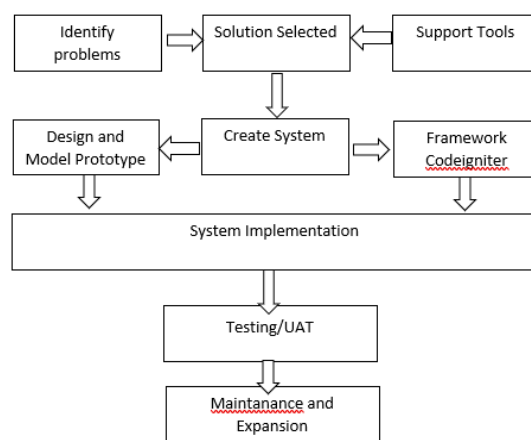 Identify
problems
Solution Selected
Support Tools
Design and
Model Prototype
Create System
Framework
Codeigniter
System Implementation
Testing/UAT
Maintanance and
Expansion